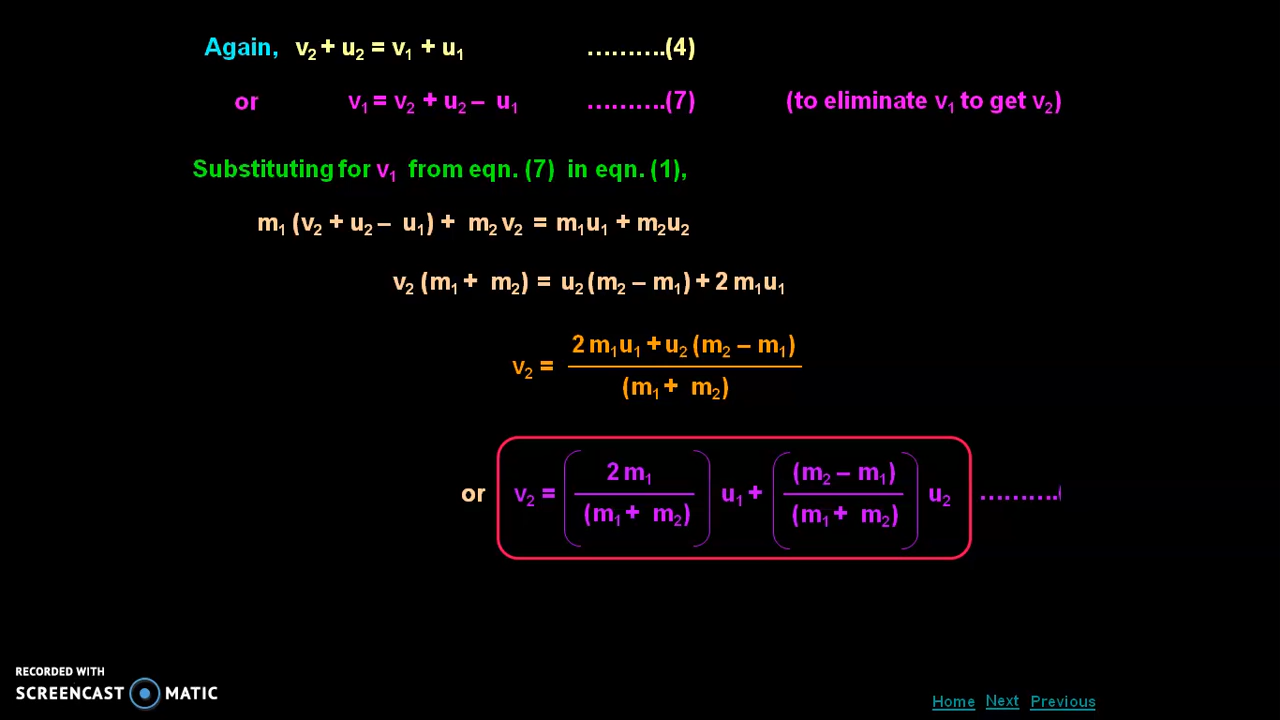 Again, v₂ + u₂ = v₁ + u₁ ……….(4)
or v₁ = v₂ + u₂ – u₁ ……….(7) (to eliminate v₁ to get v₂)
Substituting for v₁ from eqn. (7) in eqn. (1),
m₁ (v₂ + u₂ – u₁) + m₂ v₂ = m₁u₁ + m₂u₂
v₂ (m₁ + m₂) = u₂ (m₂ – m₁) + 2 m₁u₁
2 m₁u₁ + u₂ (m₂ – m₁)
v₂ =
(m₁ + m₂)
2 m₁ (m₂ – m₁)
or v₂ = u₁ + u₂ ……….(
(m₁ + m₂) (m₁ + m₂)
RECORDED WITH
SCREENCAST MATIC
Home Next Previous